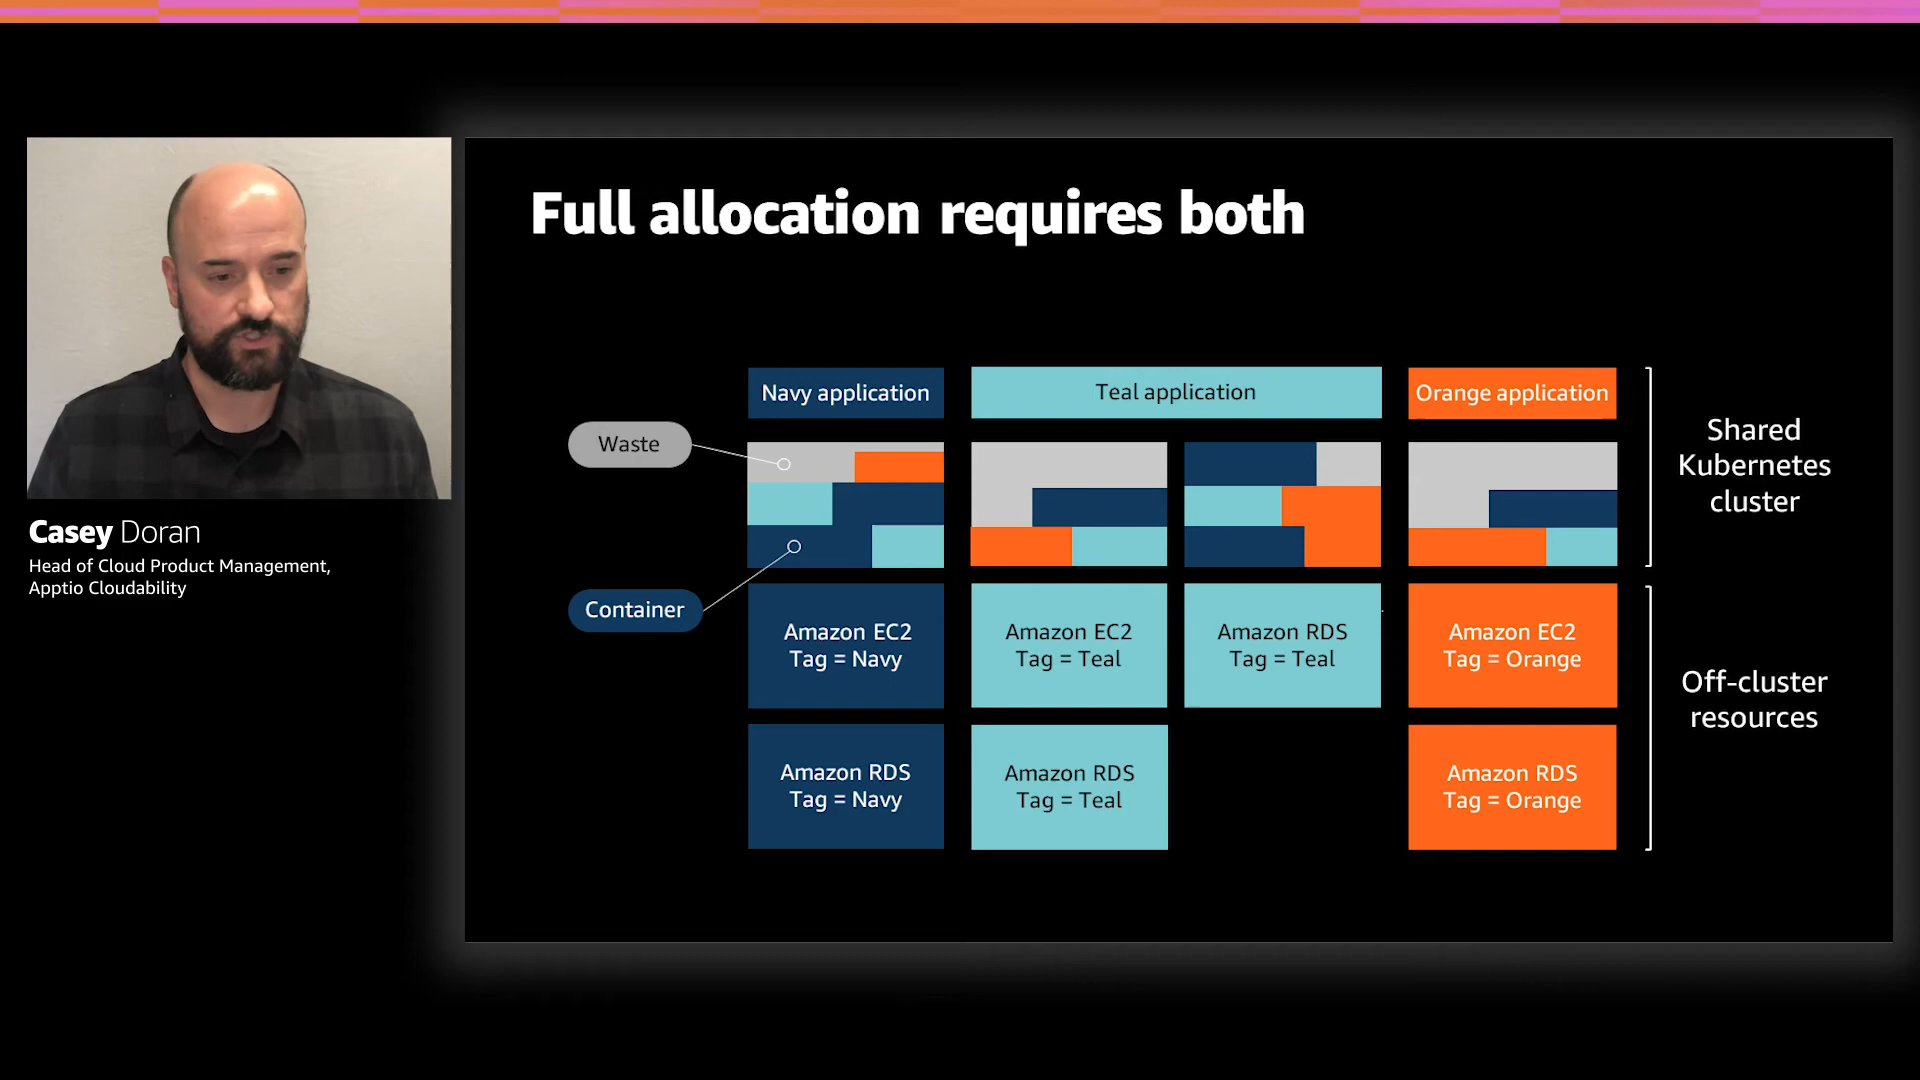 Full allocation requires both
Navy application
Teal application
Orange application
Waste
Container
Shared
Kubernetes
cluster
Amazon EC2
Tag = Navy
Amazon EC2
Tag = Teal
Amazon RDS
Tag = Teal
Amazon EC2
Tag = Orange
Amazon RDS
Tag = Navy
Amazon RDS
Tag = Teal
Amazon RDS
Tag = Orange
Off-cluster
resources
Casey Doran
Head of Cloud Product Management,
Apptio Cloudability